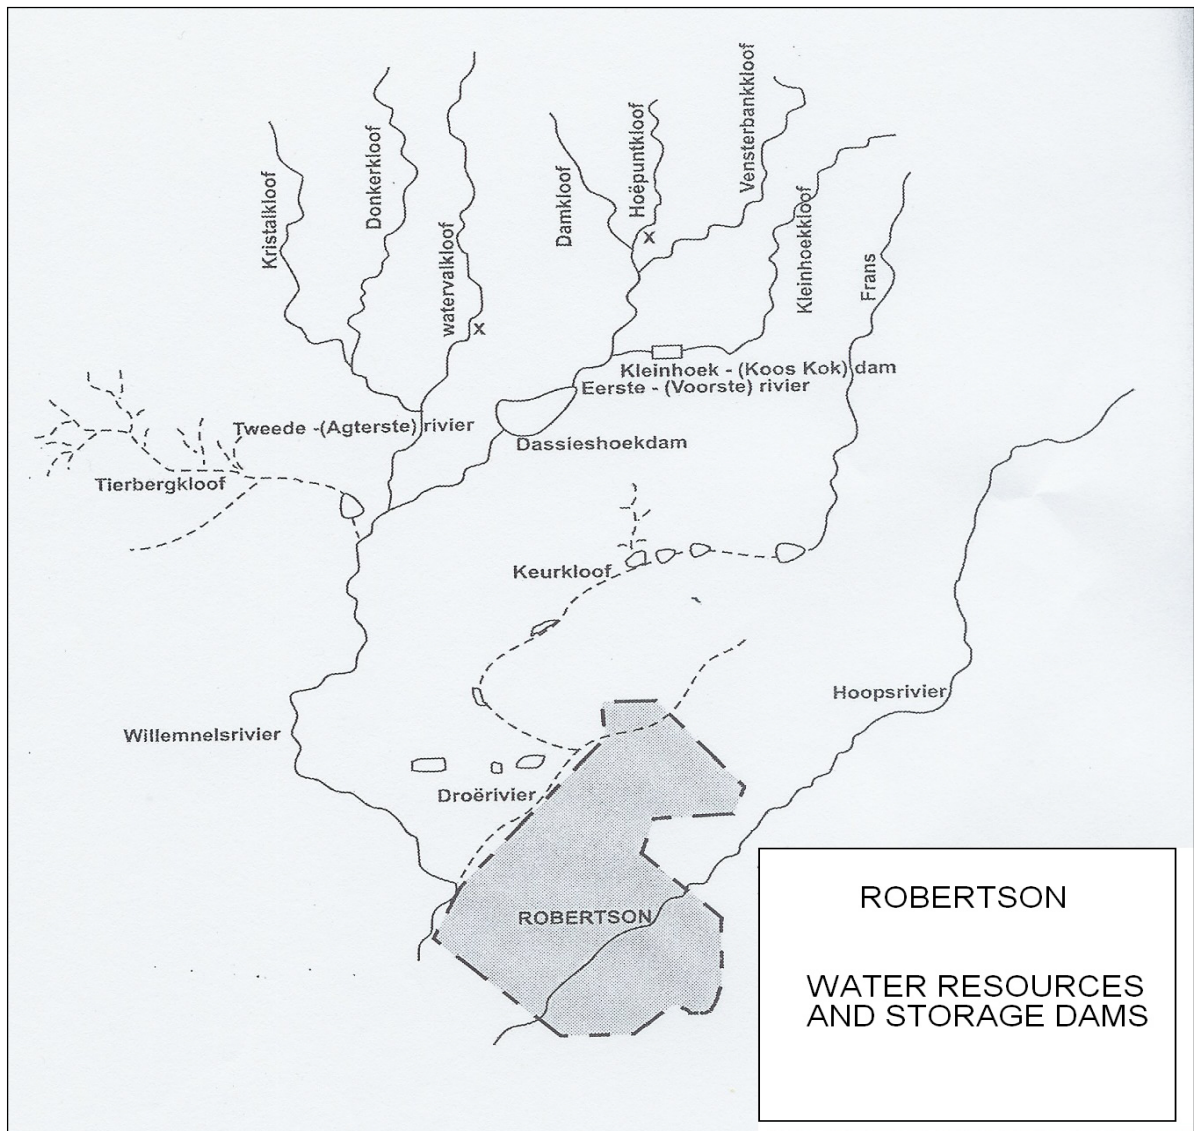 Kristalkloof
Donkerkloof
watervalkloof
Damkloof
Hoëpuntkloof
Vensterbankkloof
Kleinhoekkloof
Frans
X
X
Kleinhoek - (Koos Kok) dam
Eerste - (Voorste) rivier
Tweede -(Agterste) rivier
Dassieshoekdam
Tierbergkloof
Keurkloof
Hoopsrivier
Willemnelsrivier
Droërivier
ROBERTSON
ROBERTSON
WATER RESOURCES
AND STORAGE DAMS